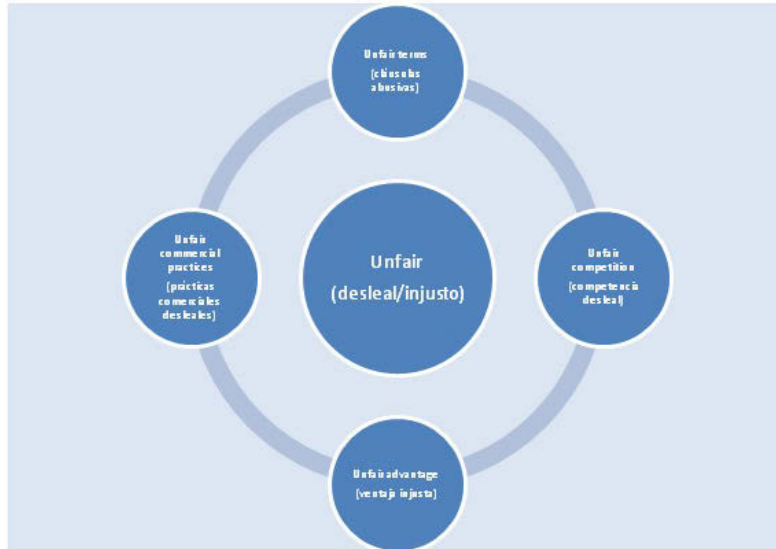 Unfair terms
(cláusulas
abusivas)
Unfair
commercial
practices
(prácticas
comerciales
desleales)
Unfair
(desleal/injusto)
Unfair
competition
(competencia
desleal)
Unfair advantage
(ventaja injusta)